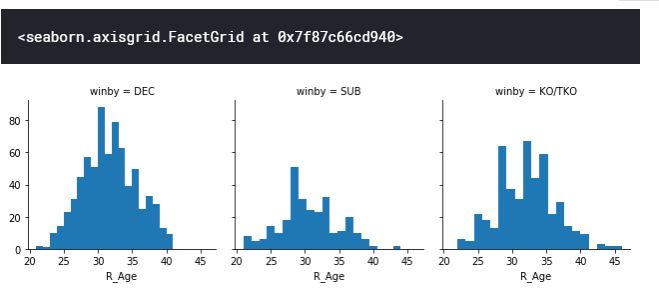 <seaborn.axisgrid.FacetGrid at 0x7f87c66cd940>
winby = DEC
winby = SUB
winby = KO/TKO
80
60
40
20
0
20 25 30 35 40 45
20 25 30 35 40 45
20 25 30 35 40 45
R_Age
R_Age
R_Age